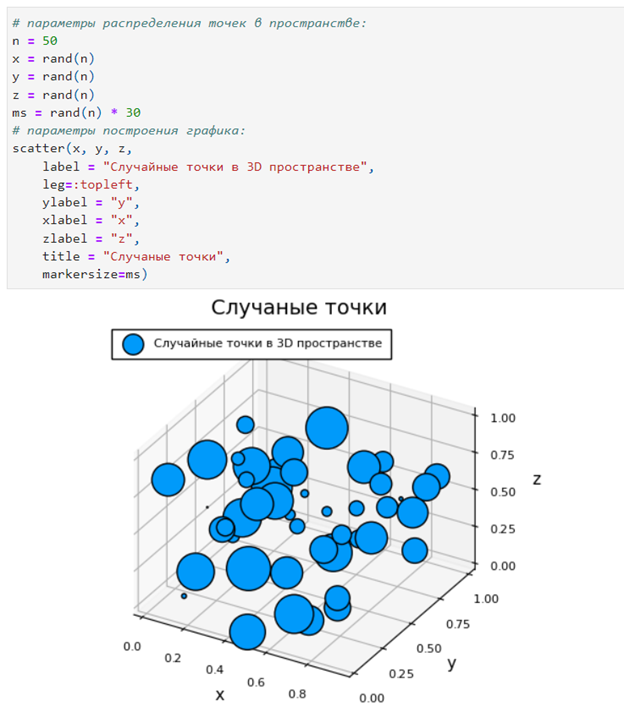 # параметры распределения точек в пространстве:
n = 50
x = rand(n)
y = rand(n)
z = rand(n)
ms = rand(n) * 30
# параметры построения графика:
scatter(x, y, z,
    label = "Случайные точки в 3D пространстве",
    leg=:topleft,
    ylabel = "y",
    xlabel = "x",
    zlabel = "z",
    title = "Случаные точки",
    markersize=ms)
Случаные точки
Случайные точки в 3D пространстве
1.00
0.75
z
0.50
0.25
0.00
1.00
0.75
0.50
y
0.25
0.00
0.0
0.2
0.4
0.6
0.8
x